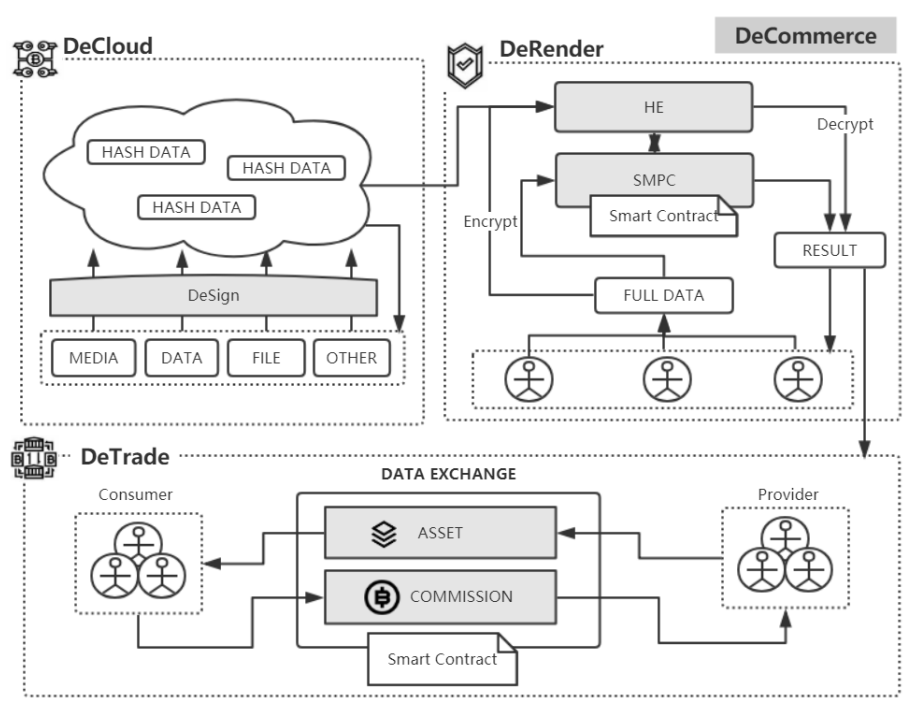 DeCommerce
DeCloud
HASH DATA
HASH DATA
HASH DATA
DeSign
MEDIA
DATA
FILE
OTHER
DeRender
HE
Decrypt
SMPC
Smart Contract
Encrypt
RESULT
FULL DATA
DeTrade
DATA EXCHANGE
Consumer
Provider
ASSET
COMMISSION
Smart Contract